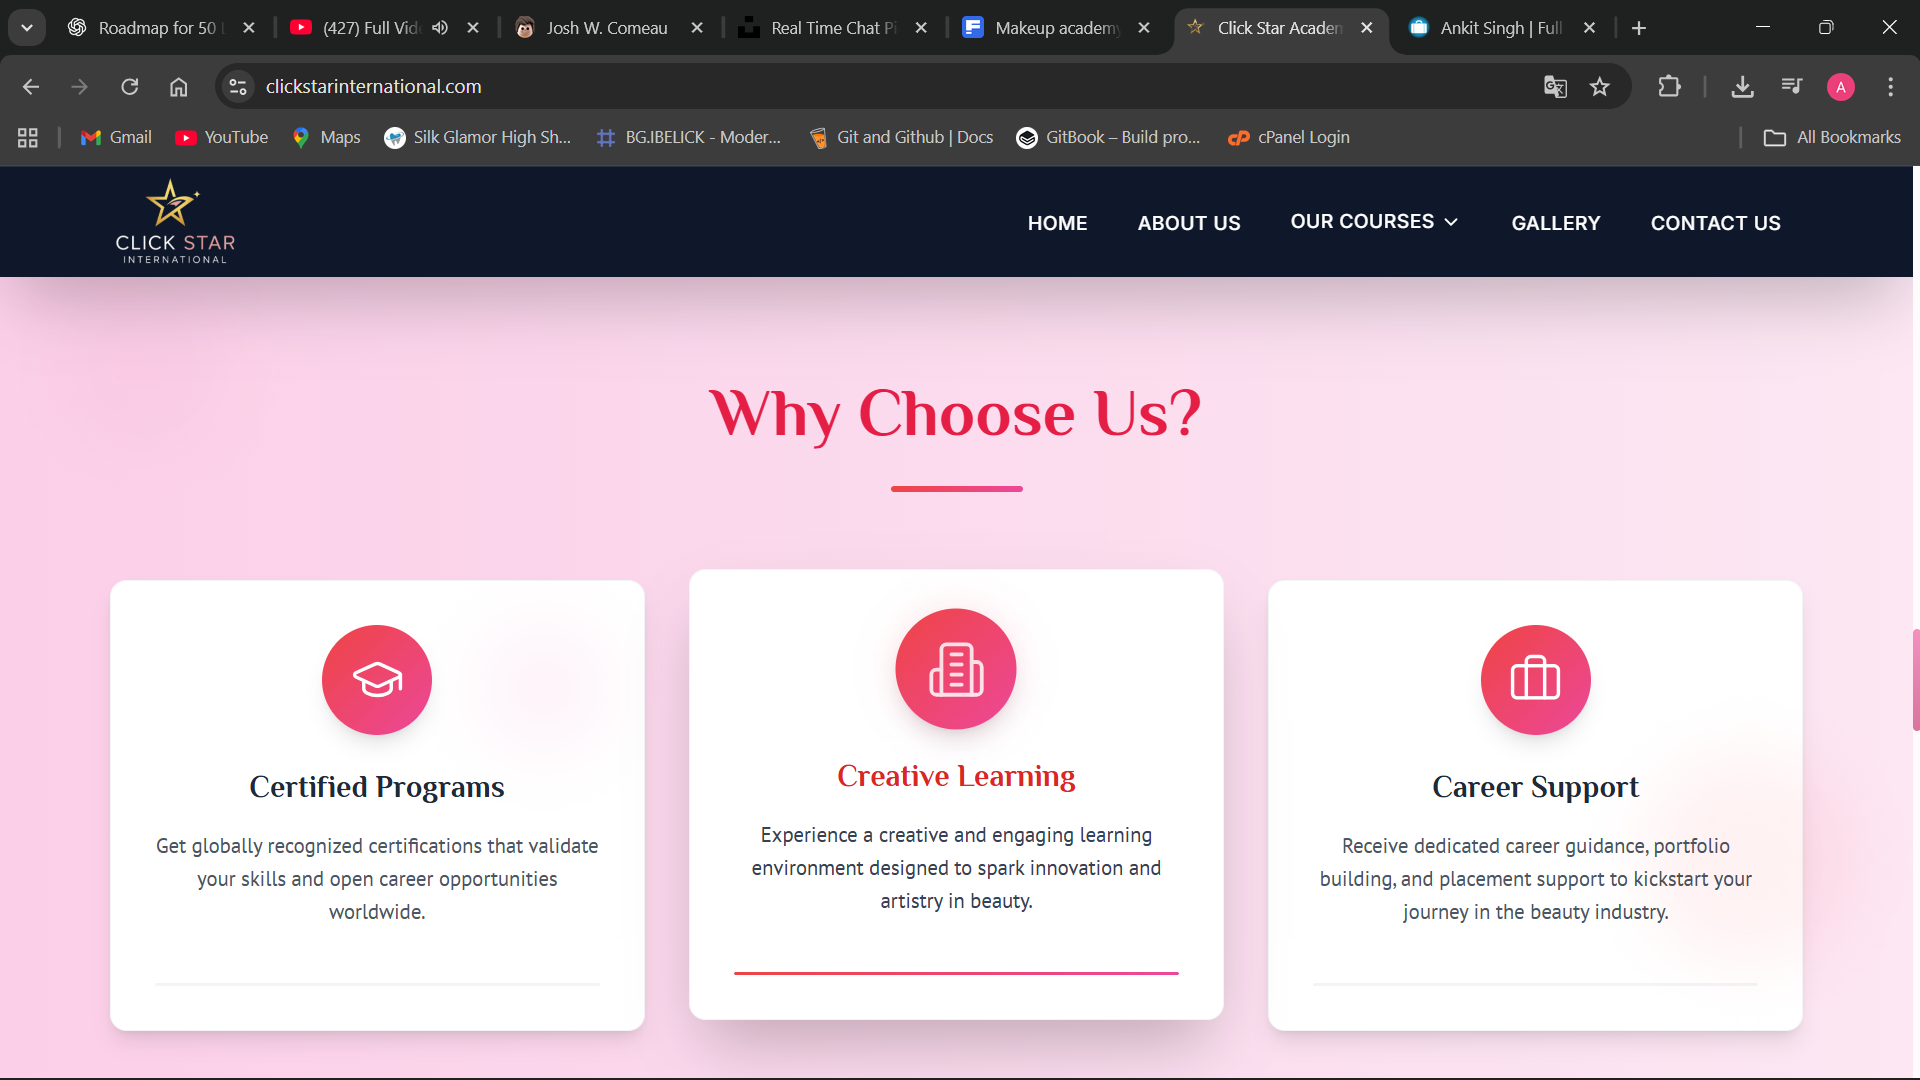 Roadmap for 50
(427) Full Vid
Josh W. Comeau
Real Time Chat Pi
Makeup academy
Click Star Academ
Ankit Singh | Full
clickstarinternational.com
A
Gmail
YouTube
Maps
Silk Glamor High Sh...
BG.IBELICK - Moder...
Git and Github | Docs
GitBook – Build pro...
cPanel Login
All Bookmarks
CLICK STAR
INTERNATIONAL
HOME
ABOUT US
OUR COURSES
GALLERY
CONTACT US
Why Choose Us?
Certified Programs
Get globally recognized certifications that validate
your skills and open career opportunities
worldwide.
Creative Learning
Experience a creative and engaging learning
environment designed to spark innovation and
artistry in beauty.
Career Support
Receive dedicated career guidance, portfolio
building, and placement support to kickstart your
journey in the beauty industry.